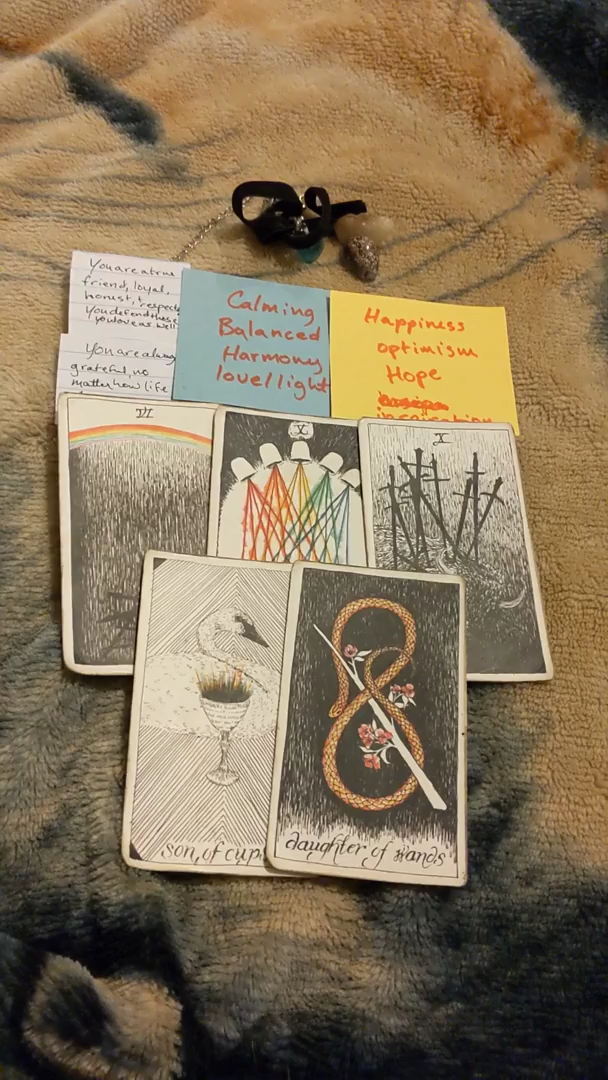 You are a true
friend, loyal,
honest, respect
You defend those
you love as well
You are always
grateful, no
matter how life
Calming
Balanced
Harmony
love/light
Happiness
optimism
Hope
inspiration
VI
X
X
son of cups
daughter of wands